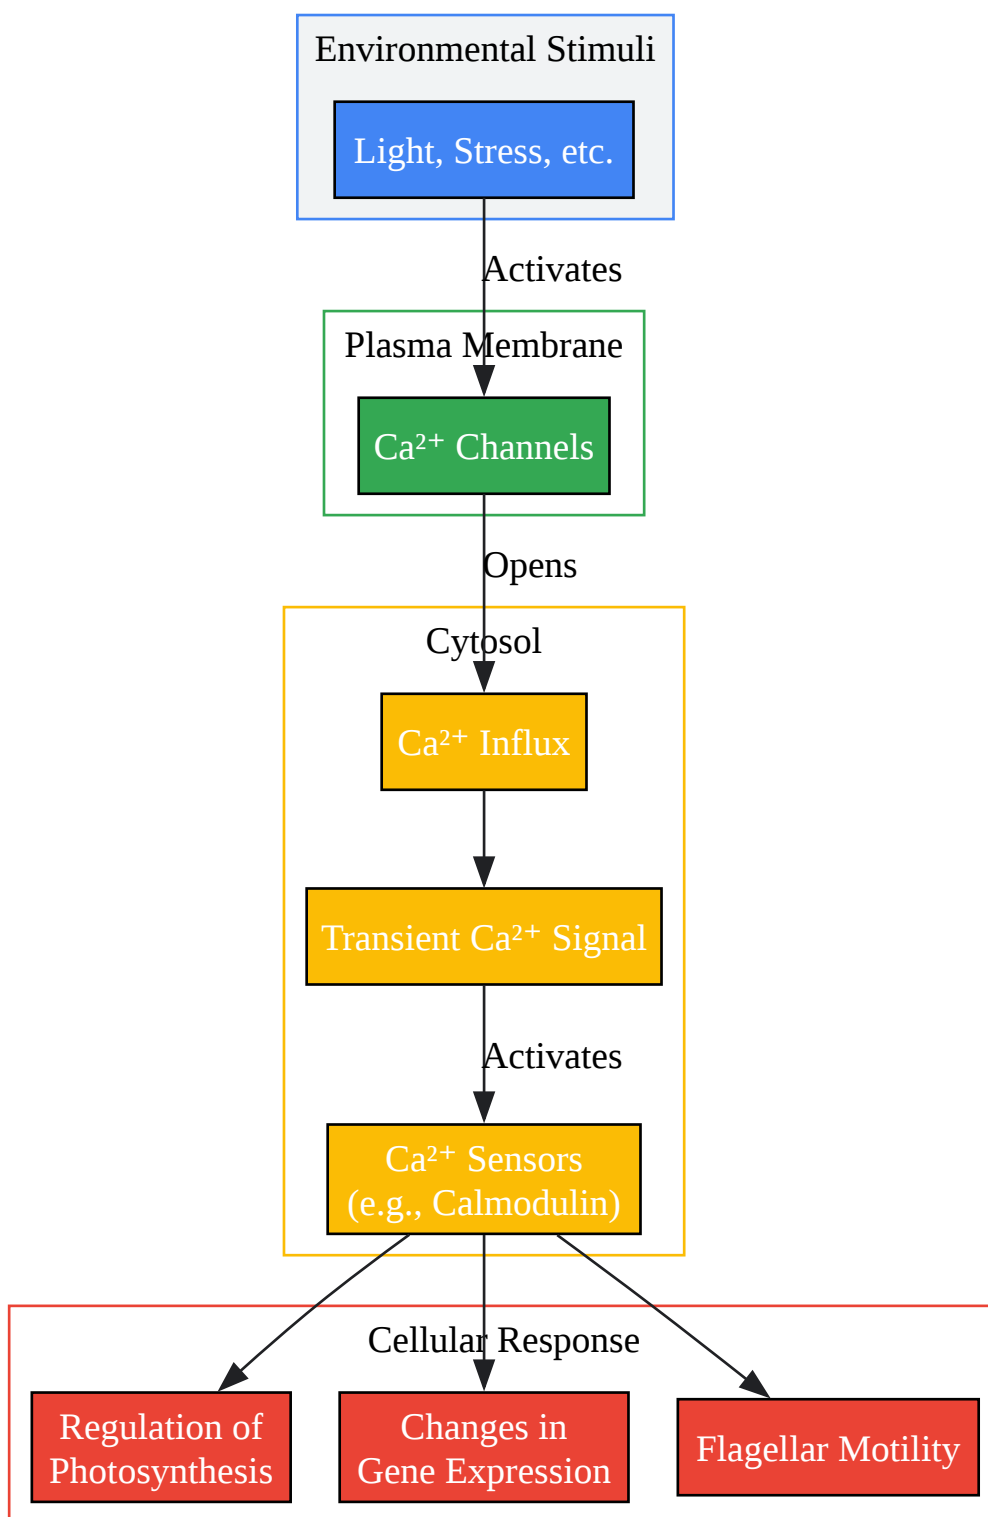 Environmental Stimuli
Light, Stress, etc.
Activates
Plasma Membrane
Ca²⁺ Channels
Opens
Cytosol
Ca²⁺ Influx
Transient Ca²⁺ Signal
Activates
Ca²⁺ Sensors
(e.g., Calmodulin)
Cellular Response
Regulation of
Photosynthesis
Changes in
Gene Expression
Flagellar Motility